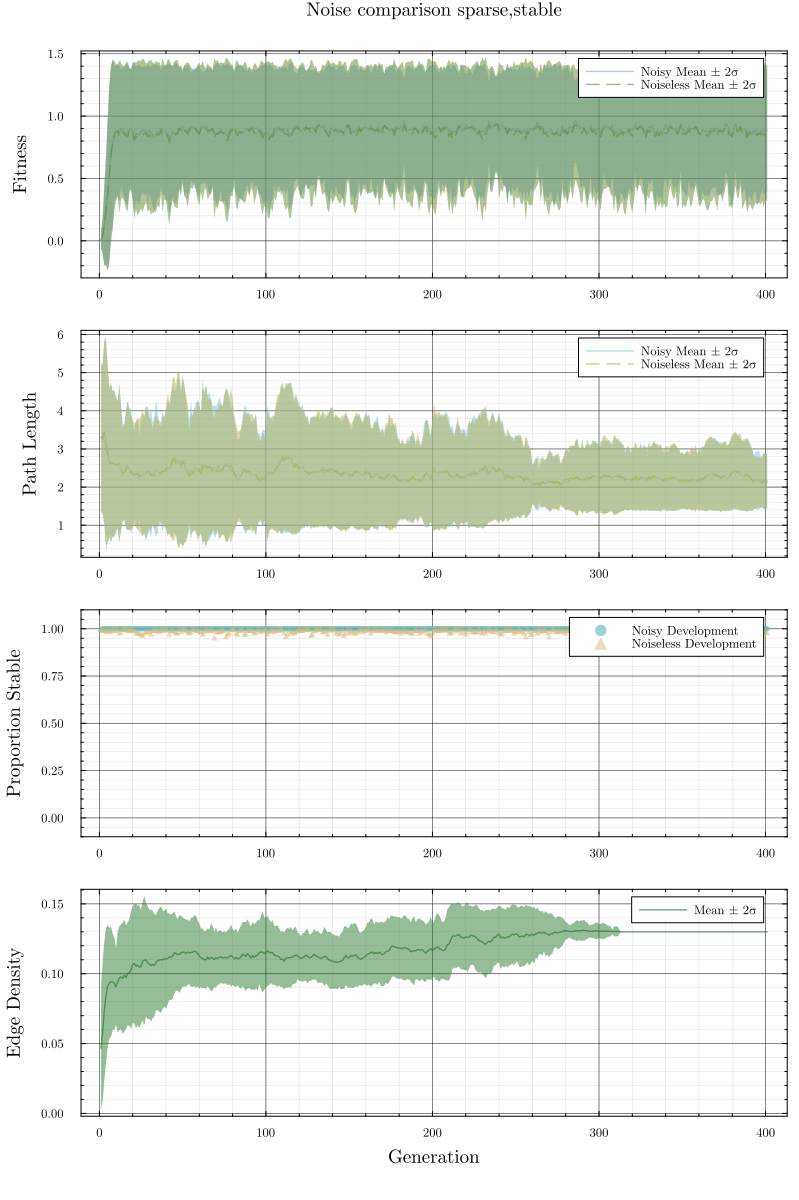 Noise comparison sparse,stable
1.5
1.0
0.5
0.0
Fitness
Noisy Mean ± 2σ
Noiseless Mean ± 2σ
0 100 200 300 400
6
5
4
3
2
1
Path Length
Noisy Mean ± 2σ
Noiseless Mean ± 2σ
0 100 200 300 400
1.00
0.75
0.50
0.25
0.00
Proportion Stable
Noisy Development
Noiseless Development
0 100 200 300 400
0.15
0.10
0.05
0.00
Edge Density
Mean ± 2σ
0 100 200 300 400
Generation